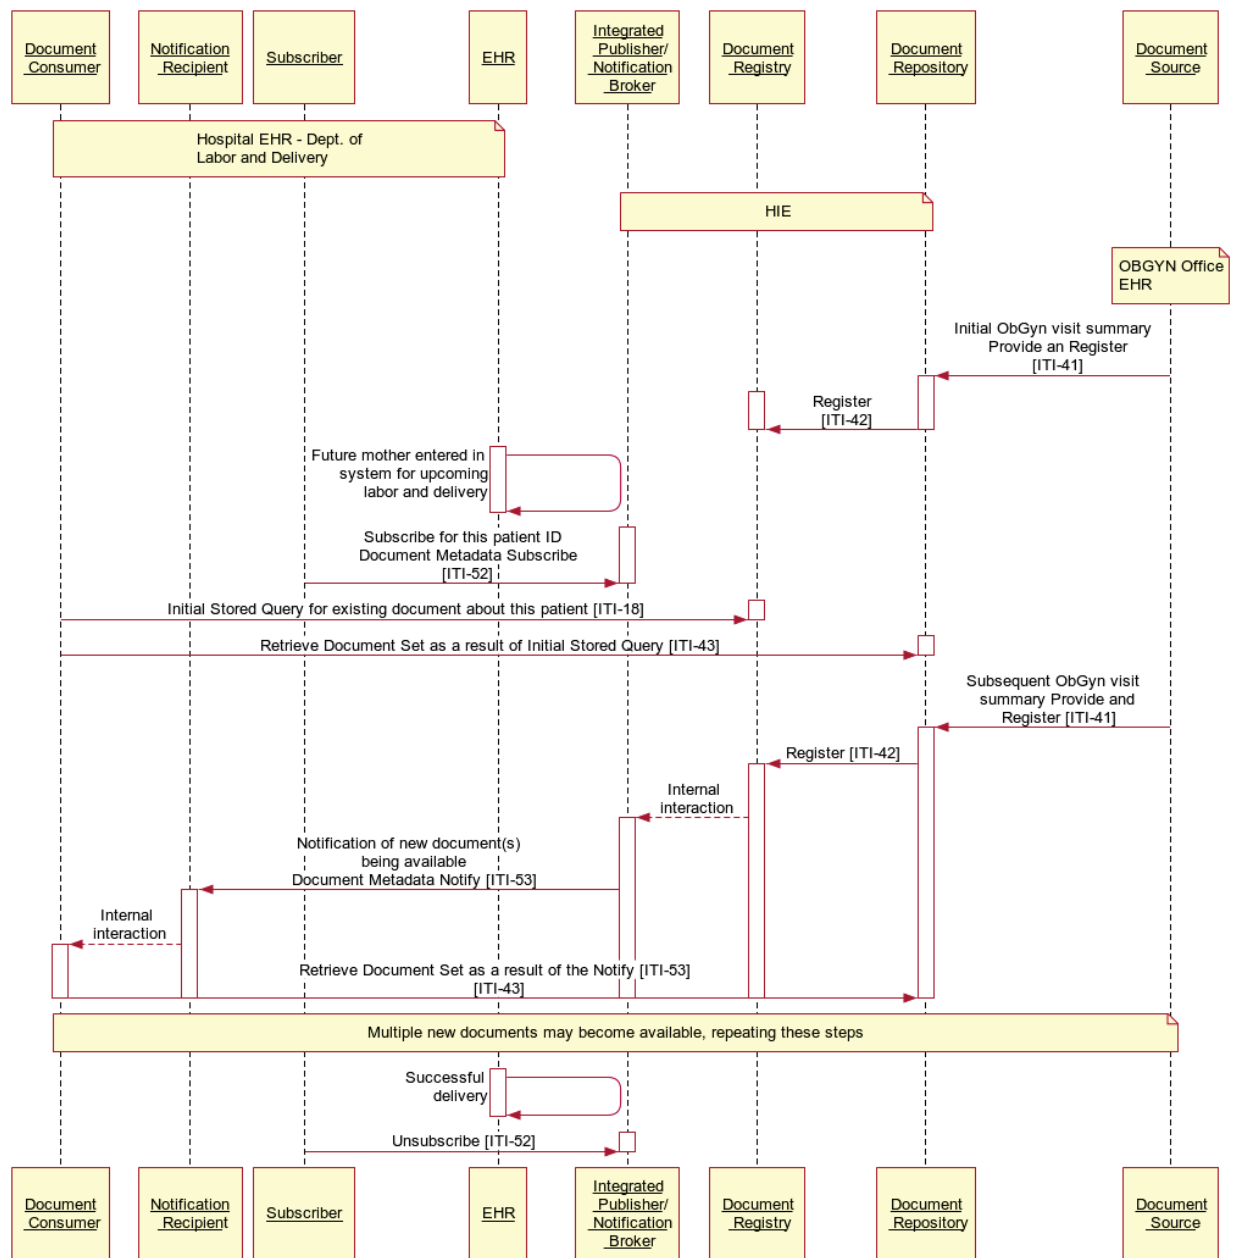 Document
Consumer
Notification
Recipient
Subscriber
EHR
Integrated
Publisher/
Notification
Broker
Document
Registry
Document
Repository
Document
Source
Hospital EHR - Dept. of
Labor and Delivery
HIE
OBGYN Office
EHR
Initial ObGyn visit summary
Provide an Register
[ITI-41]
Register
[ITI-42]
Future mother entered in
system for upcoming
labor and delivery
Subscribe for this patient ID
Document Metadata Subscribe
[ITI-52]
Initial Stored Query for existing document about this patient [ITI-18]
Retrieve Document Set as a result of Initial Stored Query [ITI-43]
Subsequent ObGyn visit
summary Provide and
Register [ITI-41]
Register [ITI-42]
Internal
interaction
Notification of new document(s)
being available
Document Metadata Notify [ITI-53]
Internal
interaction
Retrieve Document Set as a result of the Notify [ITI-53]
[ITI-43]
Multiple new documents may become available, repeating these steps
Successful
delivery
Unsubscribe [ITI-52]
Document
Consumer
Notification
Recipient
Subscriber
EHR
Integrated
Publisher/
Notification
Broker
Document
Registry
Document
Repository
Document
Source